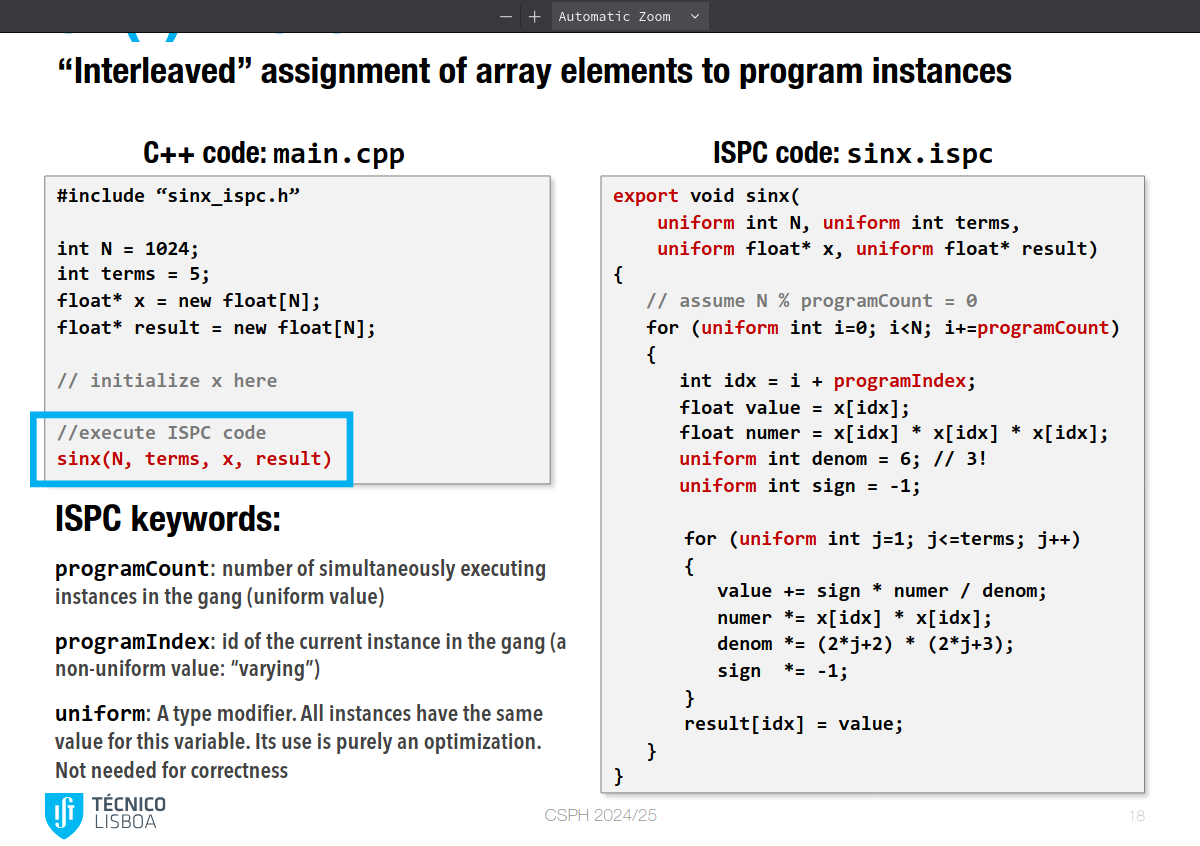 Automatic Zoom
“Interleaved” assignment of array elements to program instances
C++ code: main.cpp
#include “sinx_ispc.h”
int N = 1024;
int terms = 5;
float* x = new float[N];
float* result = new float[N];
// initialize x here
//execute ISPC code
sinx(N, terms, x, result)
ISPC keywords:
programCount: number of simultaneously executing
instances in the gang (uniform value)
programIndex: id of the current instance in the gang (a
non-uniform value: “varying”)
uniform: A type modifier. All instances have the same
value for this variable. Its use is purely an optimization.
Not needed for correctness
ISPC code: sinx.ispc
export void sinx(
uniform int N, uniform int terms,
uniform float* x, uniform float* result)
{
// assume N % programCount = 0
for (uniform int i=0; i<N; i+=programCount)
{
int idx = i + programIndex;
float value = x[idx];
float numer = x[idx] * x[idx] * x[idx];
uniform int denom = 6; // 3!
uniform int sign = -1;
for (uniform int j=1; j<=terms; j++)
{
value += sign * numer / denom;
numer *= x[idx] * x[idx];
denom *= (2*j+2) * (2*j+3);
sign *= -1;
}
result[idx] = value;
}
}
TÉCNICO
LISBOA
CSPH 2024/25
18